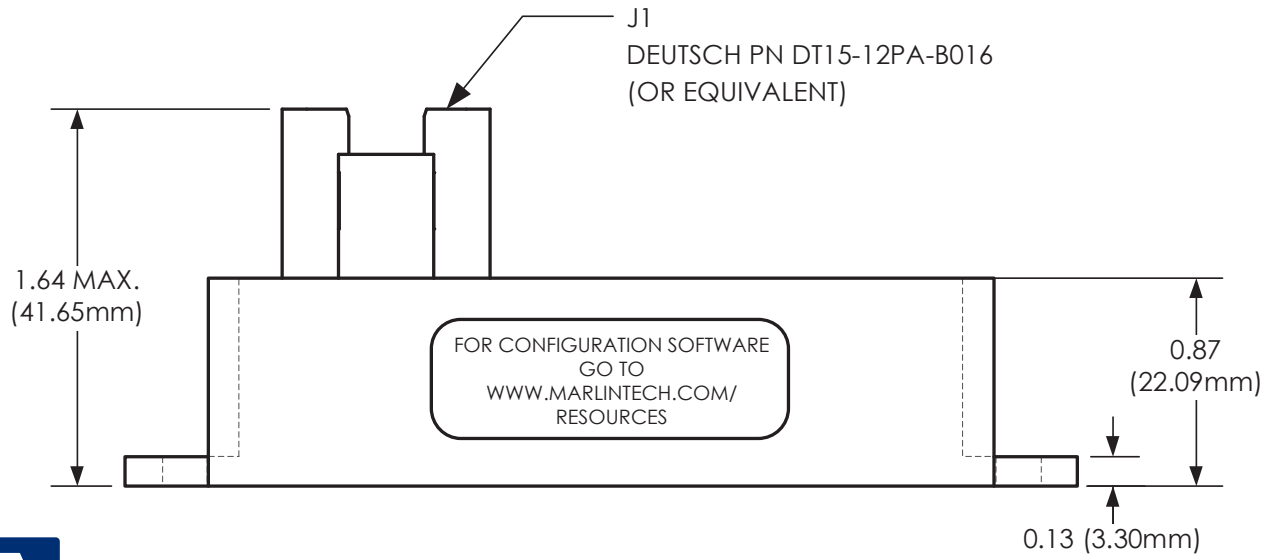 J1
DEUTSCH PN DT15-12PA-B016
(OR EQUIVALENT)
1.64 MAX.
(41.65mm)
FOR CONFIGURATION SOFTWARE
GO TO
WWW.MARLINTECH.COM/
RESOURCES
0.87
(22.09mm)
0.13 (3.30mm)